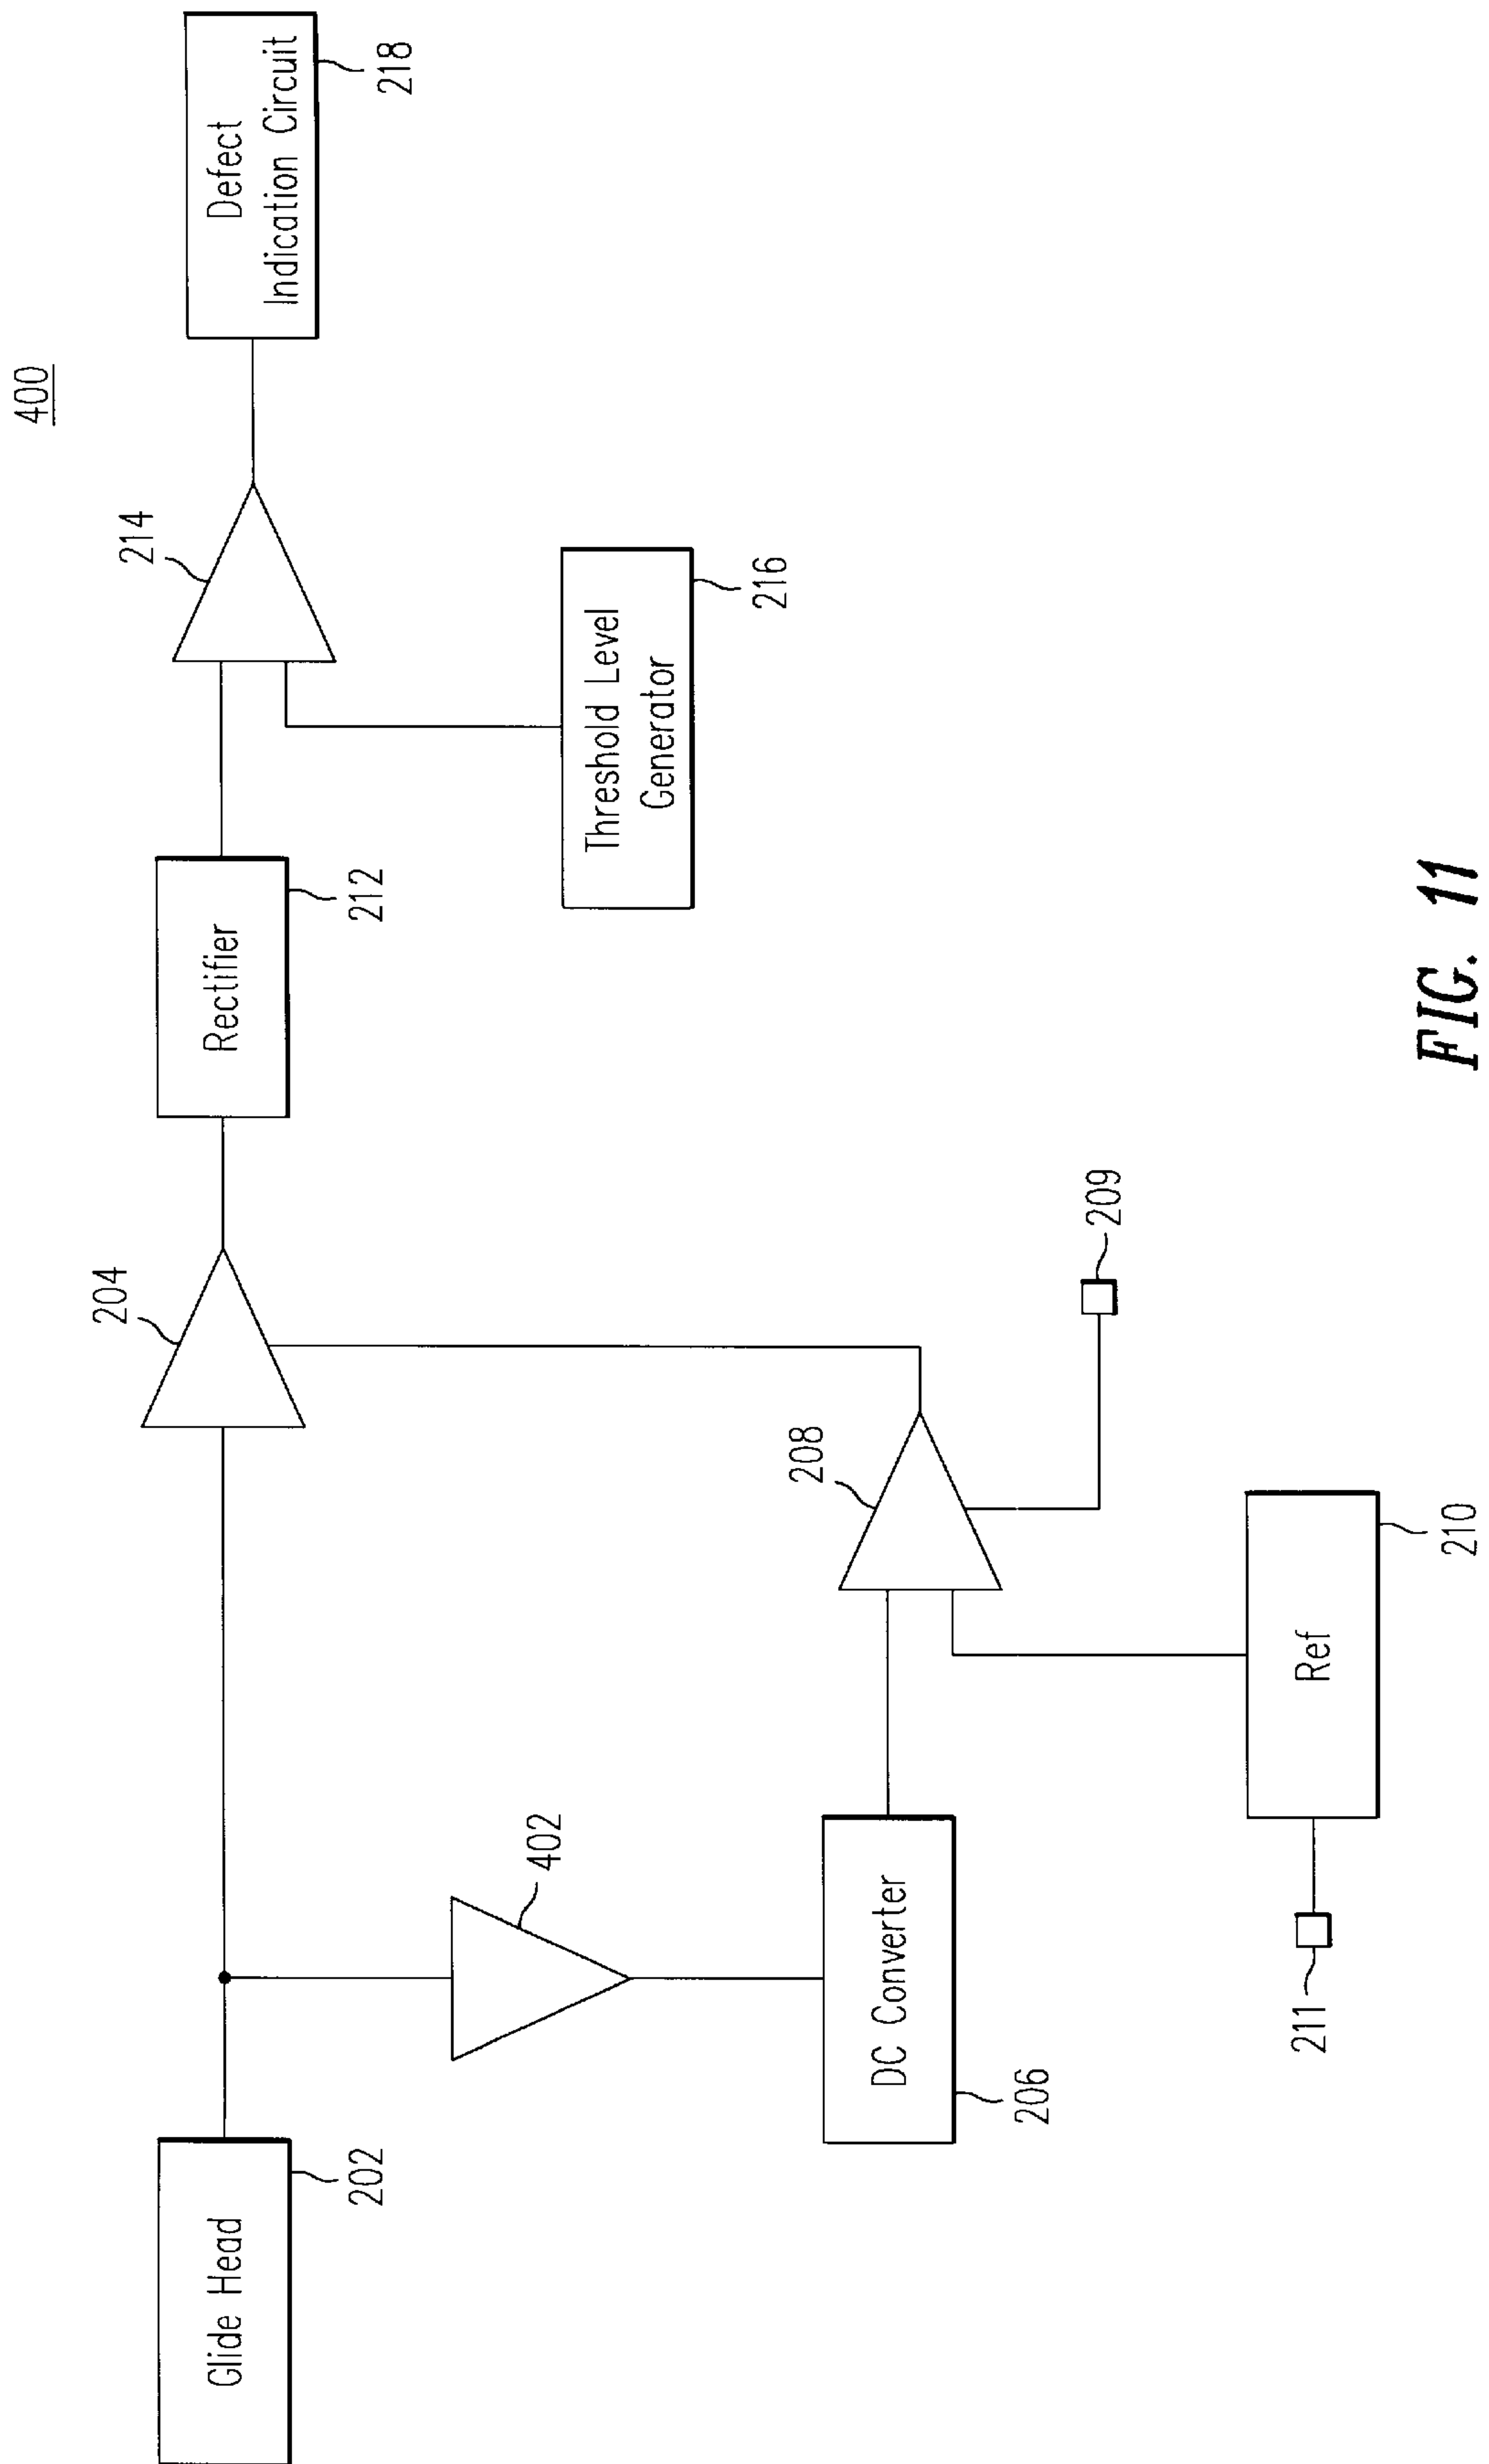 400
Glide Head
202
204
Rectifier
212
214
Defect
Indication Circuit
218
Threshold Level
Generator
216
402
DC Converter
206
208
209
Ref
210
211
FIG. 11